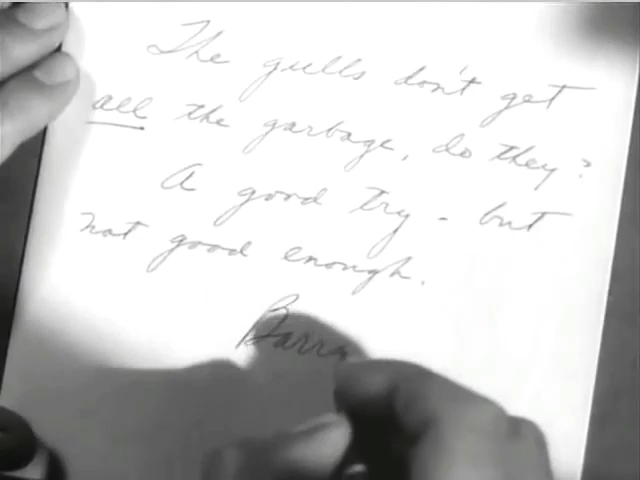 The gulls don't get
all the garbage, do they?
A good try - but
not good enough.